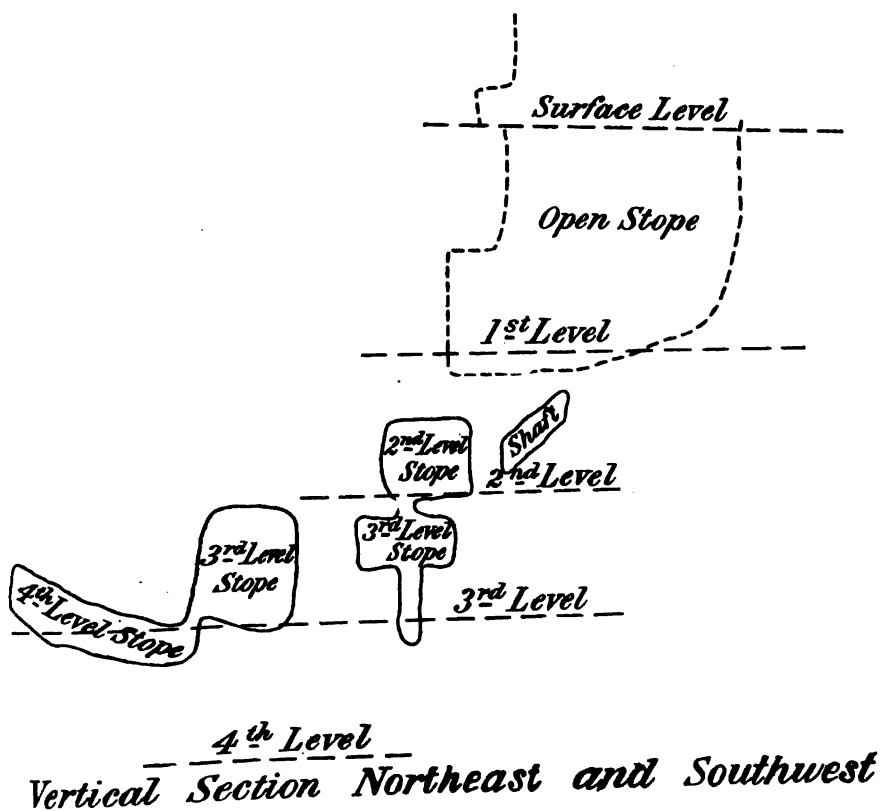 Surface Level
Open Stope
1st Level
Shaft
2nd Level
Stope
2nd Level
3rd Level
Stope
3rd Level
Stope
3rd Level
4th Level Stope
4th Level
Vertical Section Northeast and Southwest